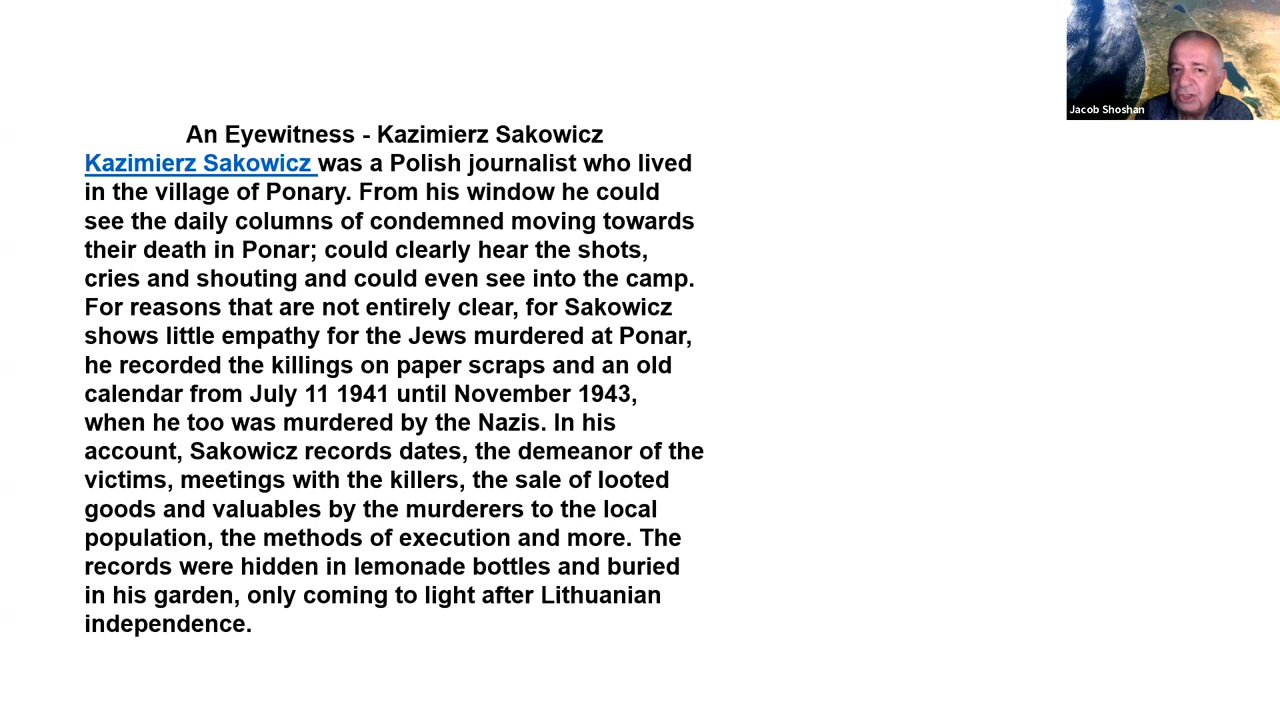 An Eyewitness - Kazimierz Sakowicz
Kazimierz Sakowicz was a Polish journalist who lived
in the village of Ponary. From his window he could
see the daily columns of condemned moving towards
their death in Ponar; could clearly hear the shots,
cries and shouting and could even see into the camp.
For reasons that are not entirely clear, for Sakowicz
shows little empathy for the Jews murdered at Ponar,
he recorded the killings on paper scraps and an old
calendar from July 11 1941 until November 1943,
when he too was murdered by the Nazis. In his
account, Sakowicz records dates, the demeanor of the
victims, meetings with the killers, the sale of looted
goods and valuables by the murderers to the local
population, the methods of execution and more. The
records were hidden in lemonade bottles and buried
in his garden, only coming to light after Lithuanian
independence.
Jacob Shoshan